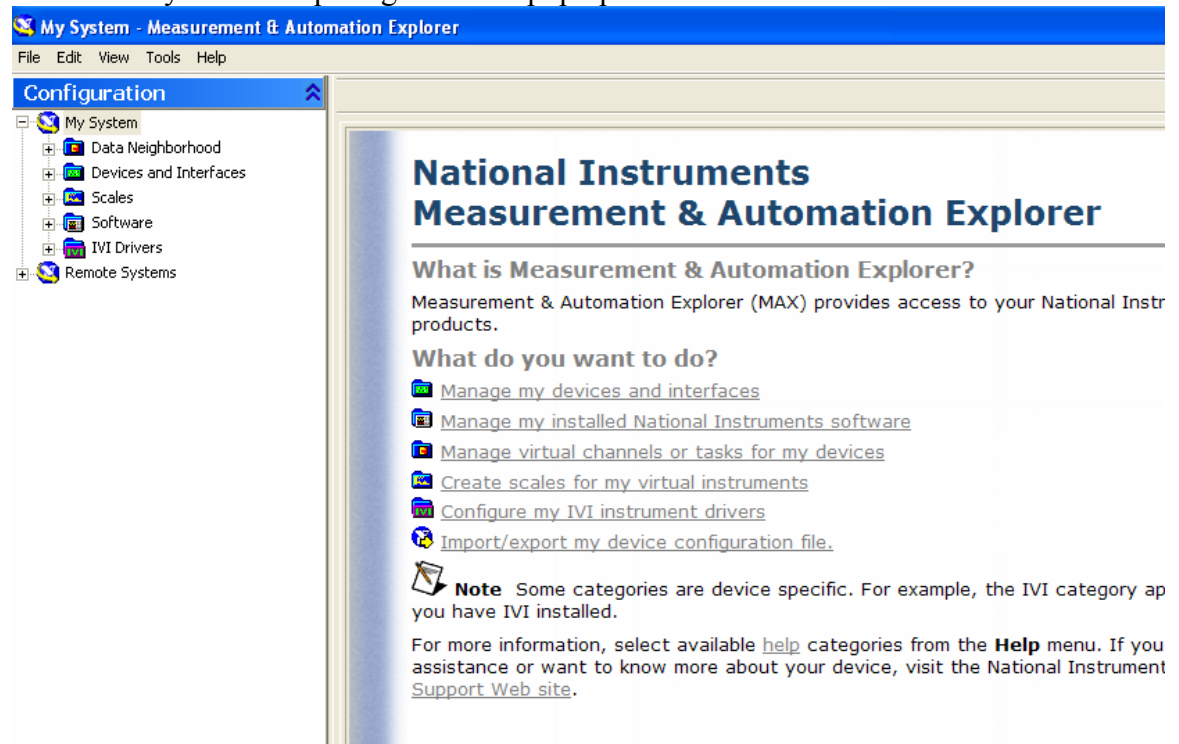 My System - Measurement & Automation Explorer
File Edit View Tools Help
Configuration
My System
Data Neighborhood
Devices and Interfaces
Scales
Software
IVI Drivers
Remote Systems
National Instruments
Measurement & Automation Explorer
What is Measurement & Automation Explorer?
Measurement & Automation Explorer (MAX) provides access to your National Instr
products.
What do you want to do?
Manage my devices and interfaces
Manage my installed National Instruments software
Manage virtual channels or tasks for my devices
Create scales for my virtual instruments
Configure my IVI instrument drivers
Import/export my device configuration file.
Note Some categories are device specific. For example, the IVI category ap
you have IVI installed.
For more information, select available help categories from the Help menu. If you
assistance or want to know more about your device, visit the National Instrument
Support Web site.